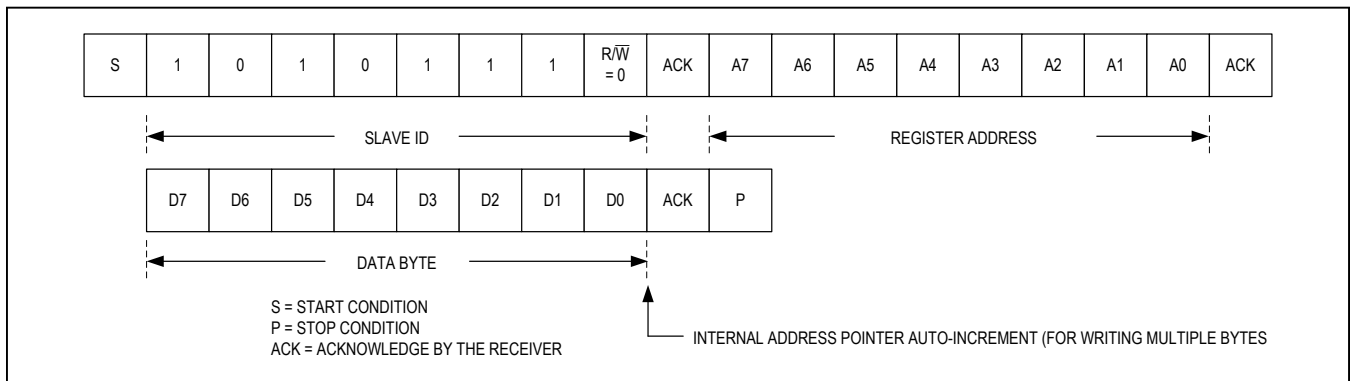 S 1 0 1 0 1 1 1 R/W̅ = 0 ACK A7 A6 A5 A4 A3 A2 A1 A0 ACK
SLAVE ID REGISTER ADDRESS
D7 D6 D5 D4 D3 D2 D1 D0 ACK P
DATA BYTE
S = START CONDITION
P = STOP CONDITION
ACK = ACKNOWLEDGE BY THE RECEIVER
INTERNAL ADDRESS POINTER AUTO-INCREMENT (FOR WRITING MULTIPLE BYTES